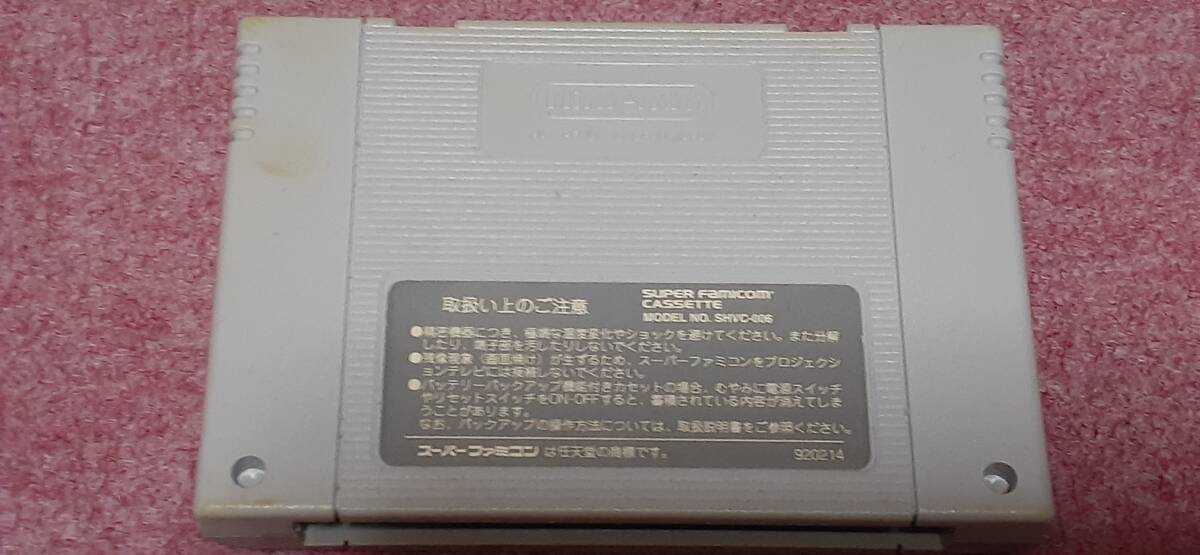 Nintendo
取扱い上のご注意
SUPER FAMICOM
CASSETTE
MODEL NO. SHVC-006
●精密機器につき、極端な温度変化やショックを避けてください。また分解
したり、端子部を手でふれたりしないでください。
●残像現象（画面焼け）が生ずるため、スーパーファミコンをプロジェクシ
ョンテレビには接続しないでください。
●バッテリーバックアップ機能付きカセットの場合、むやみに電源スイッチ
やリセットスイッチをON-OFFすると、蓄積されている内容が消えてしま
うことがあります。
なお、バックアップの操作方法については、取扱説明書をご参照ください。
スーパーファミコンは任天堂の商標です。
920214